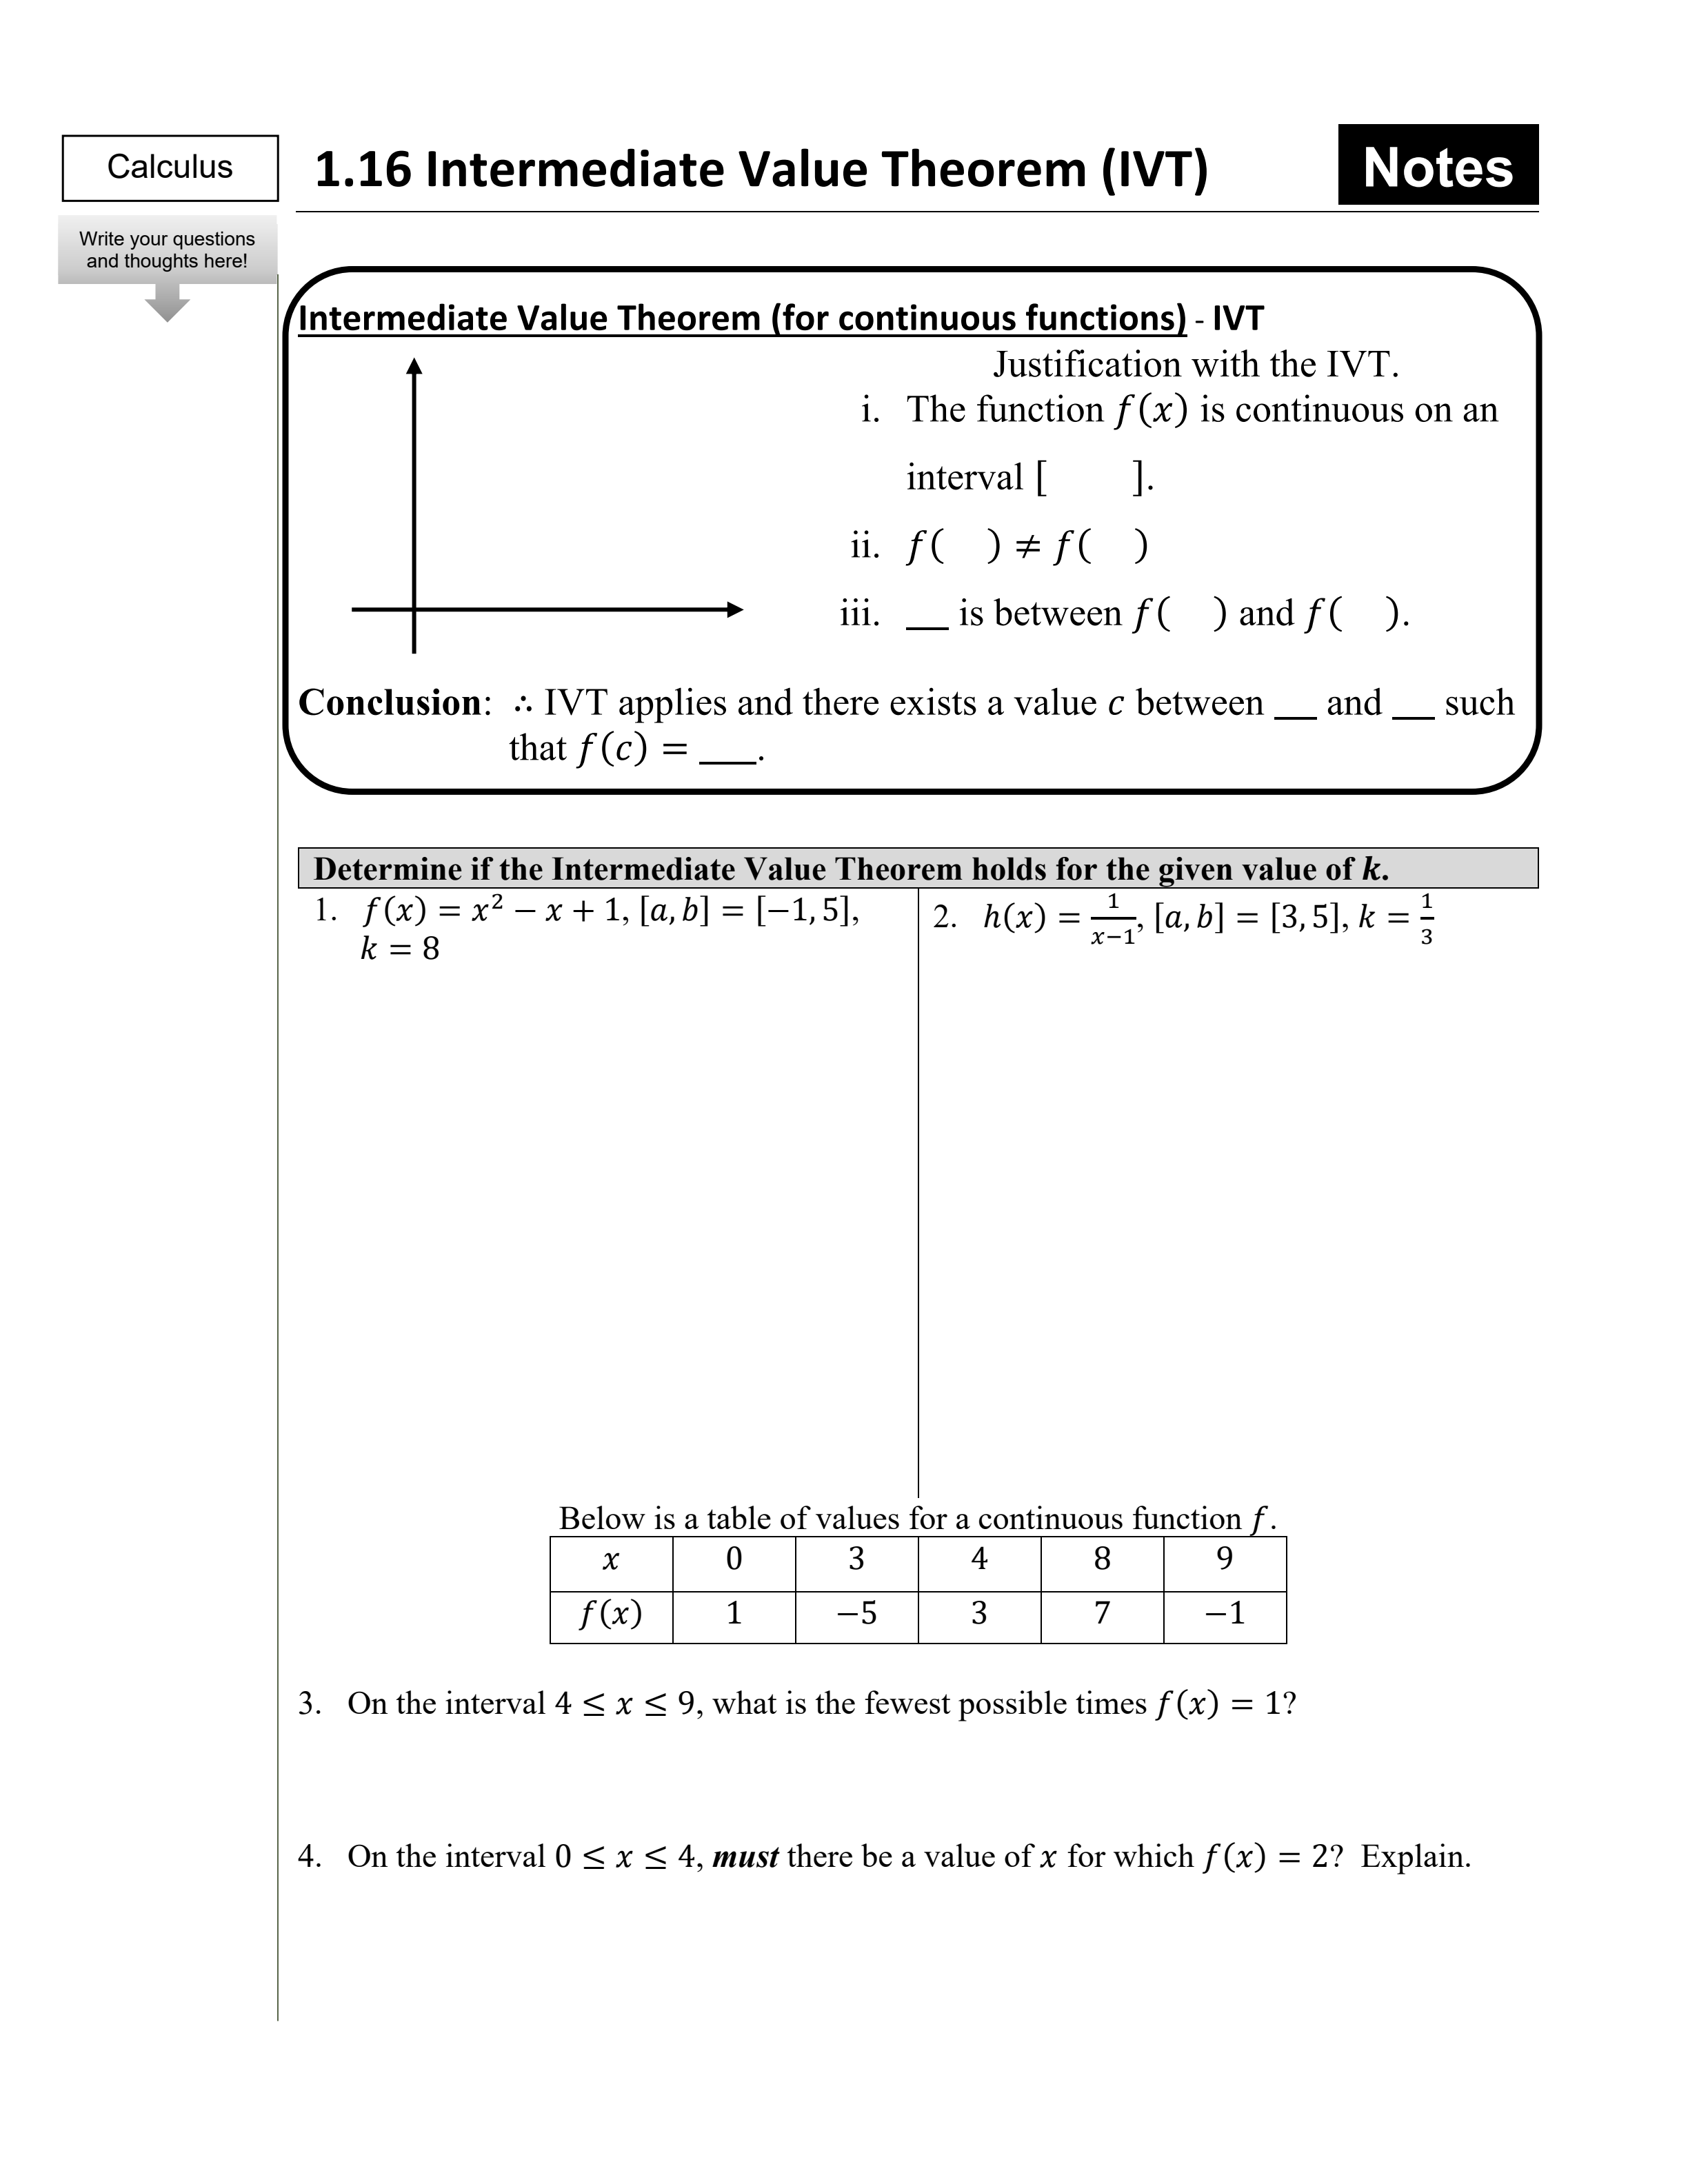 Calculus
1.16 Intermediate Value Theorem (IVT)
Notes
Write your questions
and thoughts here!
Intermediate Value Theorem (for continuous functions) - IVT
Justification with the IVT.
i. The function f(x) is continuous on an
interval [ ].
ii. f( ) ≠ f( )
iii. __ is between f( ) and f( ).
Conclusion: ∴ IVT applies and there exists a value c between __ and __ such
that f(c) = ___.
Determine if the Intermediate Value Theorem holds for the given value of k.
1. f(x) = x² − x + 1, [a, b] = [−1, 5],
k = 8
2. h(x) = 1/(x−1), [a, b] = [3, 5], k = 1/3
Below is a table of values for a continuous function f.
x 0 3 4 8 9
f(x) 1 −5 3 7 −1
3. On the interval 4 ≤ x ≤ 9, what is the fewest possible times f(x) = 1?
4. On the interval 0 ≤ x ≤ 4, must there be a value of x for which f(x) = 2? Explain.